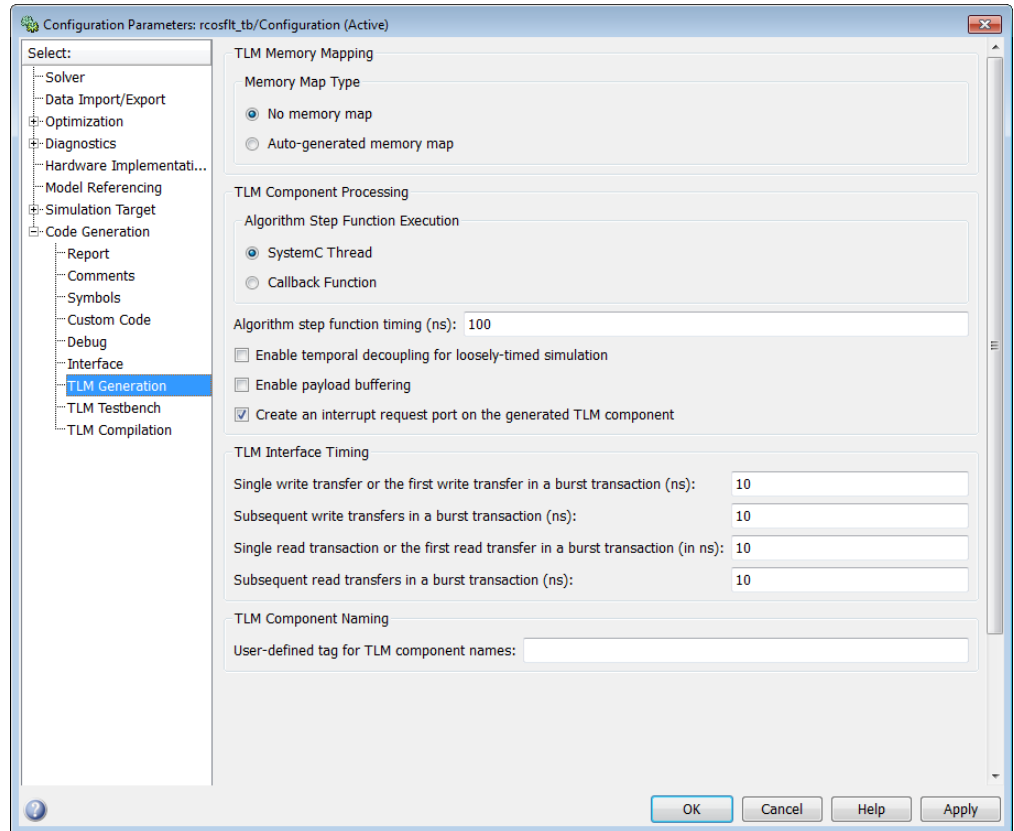 Configuration Parameters: rcosflt_tb/Configuration (Active)
Select:
Solver
Data Import/Export
Optimization
Diagnostics
Hardware Implementati...
Model Referencing
Simulation Target
Code Generation
Report
Comments
Symbols
Custom Code
Debug
Interface
TLM Generation
TLM Testbench
TLM Compilation
TLM Memory Mapping
Memory Map Type
No memory map
Auto-generated memory map
TLM Component Processing
Algorithm Step Function Execution
SystemC Thread
Callback Function
Algorithm step function timing (ns): 100
Enable temporal decoupling for loosely-timed simulation
Enable payload buffering
Create an interrupt request port on the generated TLM component
TLM Interface Timing
Single write transfer or the first write transfer in a burst transaction (ns): 10
Subsequent write transfers in a burst transaction (ns): 10
Single read transaction or the first read transfer in a burst transaction (in ns): 10
Subsequent read transfers in a burst transaction (ns): 10
TLM Component Naming
User-defined tag for TLM component names:
OK Cancel Help Apply